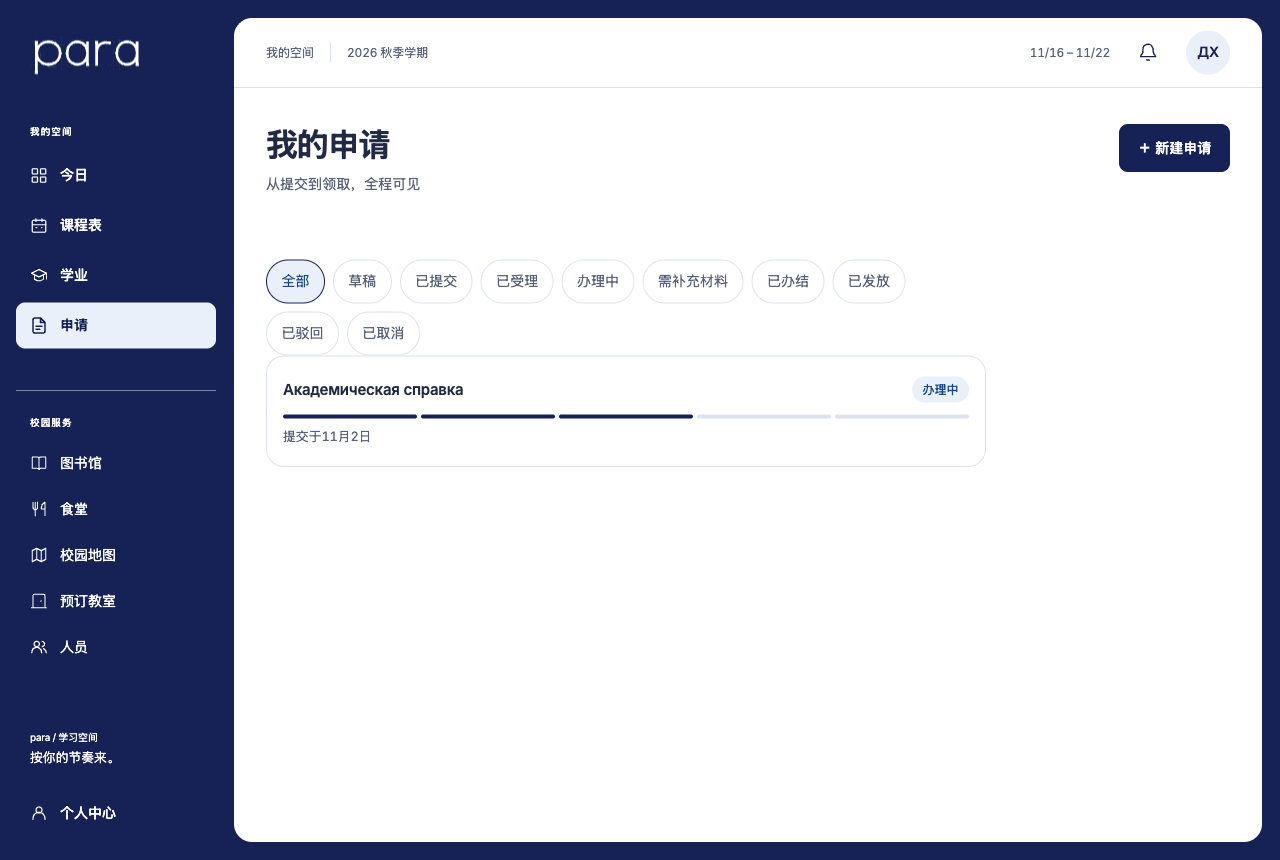 para
我的空间
今日
课程表
学业
申请
校园服务
图书馆
食堂
校园地图
预订教室
人员
para / 学习空间
按你的节奏来。
个人中心
我的空间 2026 秋季学期 11/16 – 11/22 ДХ
我的申请
从提交到领取，全程可见
+ 新建申请
全部 草稿 已提交 已受理 办理中 需补充材料 已办结 已发放
已驳回 已取消
Академическая справка 办理中
提交于11月2日